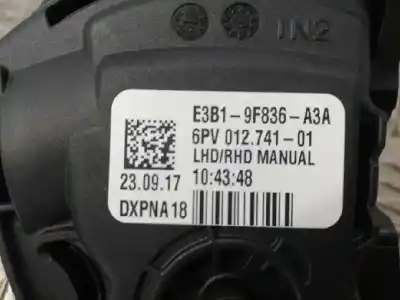 IN2
E3B1-9F836-A3A
6PV 012.741-01
LHD/RHD MANUAL
23.09.17 10:43:48
DXPNA18